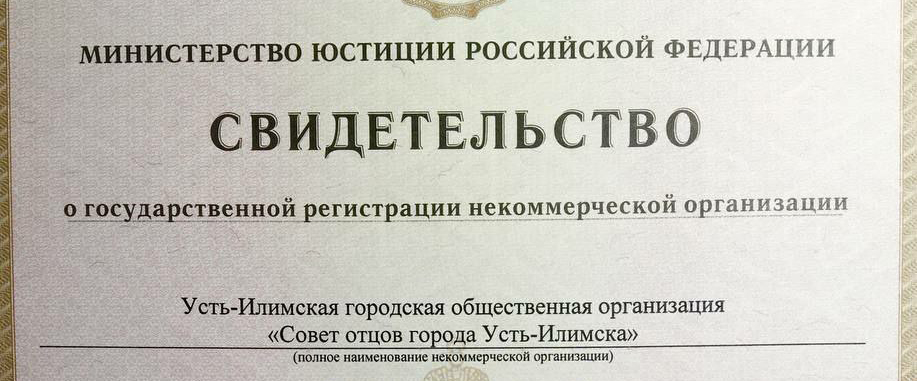 МИНИСТЕРСТВО ЮСТИЦИИ РОССИЙСКОЙ ФЕДЕРАЦИИ
СВИДЕТЕЛЬСТВО
о государственной регистрации некоммерческой организации
Усть-Илимская городская общественная организация
«Совет отцов города Усть-Илимска»
(полное наименование некоммерческой организации)